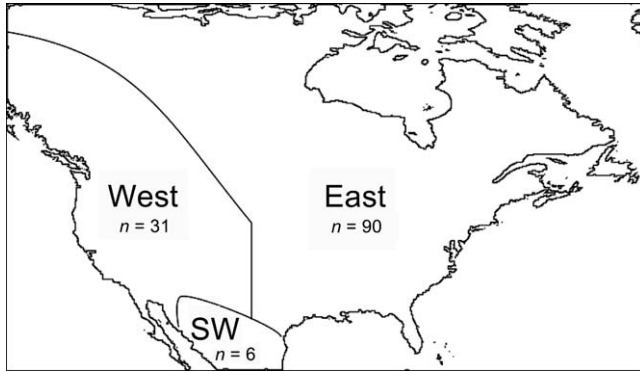 West
n = 31
East
n = 90
SW
n = 6